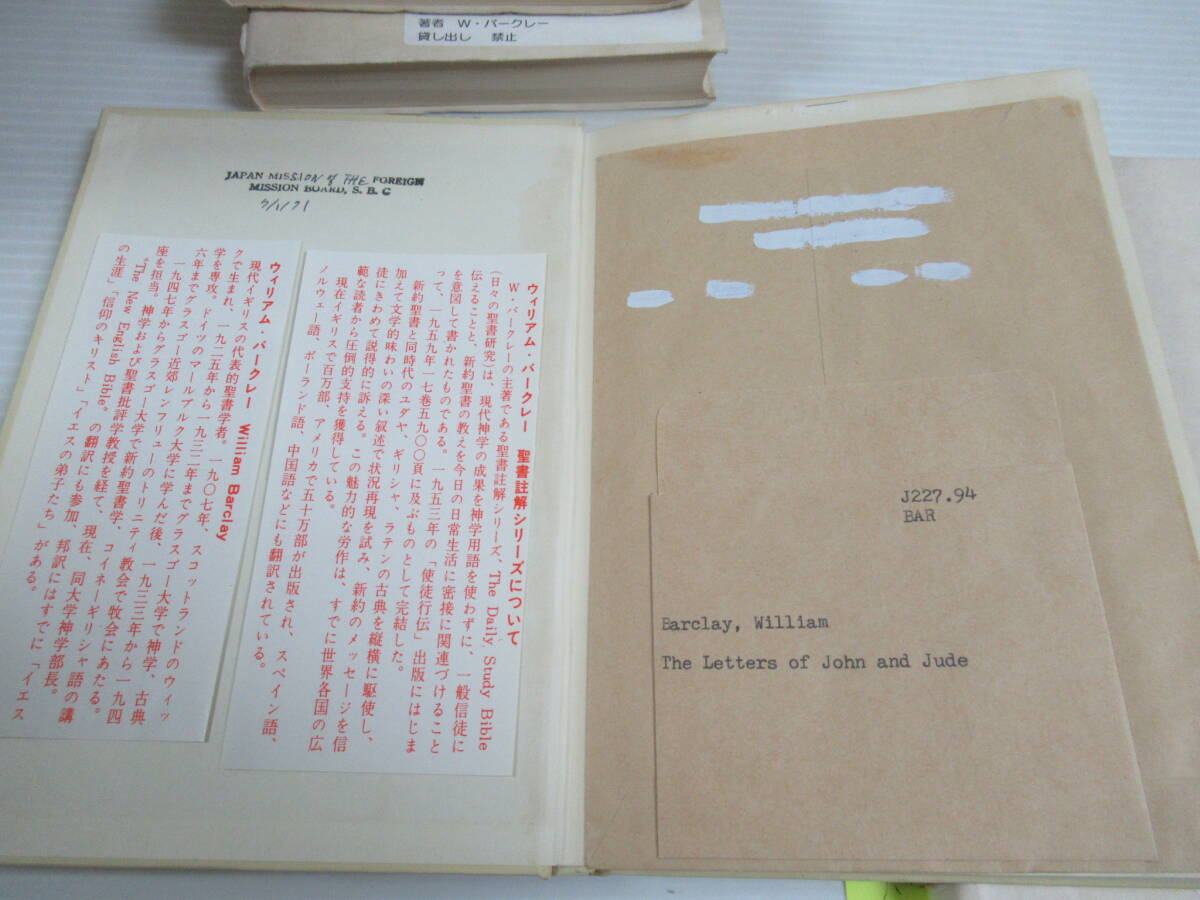 著者 W・バークレー
貸し出し 禁止
JAPAN MISSION of THE FOREIGN
MISSION BOARD, S. B. C
7/1/71
ウィリアム・バークレー 聖書註解シリーズについて
W・バークレーの主著である聖書註解シリーズ、The Daily Study Bible
(日々の聖書研究)は、現代神学の成果を神学用語を使わずに、一般信徒に
伝えることと、新約聖書の教えを今日の日常生活に密接に関連づけること
を意図して書かれたものである。一九五三年の「使徒行伝」出版にはじま
って、一九五九年一七巻五九〇〇頁に及ぶものとして完結した。
新約聖書と同時代のユダヤ、ギリシャ、ラテンの古典を縦横に駆使し、
加えて文学的味わいの深い叙述で状況再現を試み、新約のメッセージを信
徒にきわめて説得的に訴える。この魅力的な労作は、すでに世界各国の広
範な読者から圧倒的支持を獲得している。
現在イギリスで百万部、アメリカで五十万部が出版され、スペイン語、
ノルウェー語、ポーランド語、中国語などにも翻訳されている。
ウィリアム・バークレー William Barclay
現代イギリスの代表的聖書学者。一九〇七年、スコットランドのウィッ
クで生まれ、一九二五年から一九三二年までグラスゴー大学で神学、古典
学を専攻。ドイツのマールブルク大学に学んだ後、一九三三年から一九四
六年までグラスゴー近郊レンフリューのトリニティ教会で牧会にあたる。
一九四七年からグラスゴー大学で新約聖書学、コイネーギリシャ語の講
座を担当。神学および聖書批評学教授を経て、現在、同大学神学部長。
“The New English Bible”の翻訳にも参加、邦訳にはすでに「イエス
の生涯」「信仰のキリスト」「イエスの弟子たち」がある。
J227.94
BAR
Barclay, William
The Letters of John and Jude